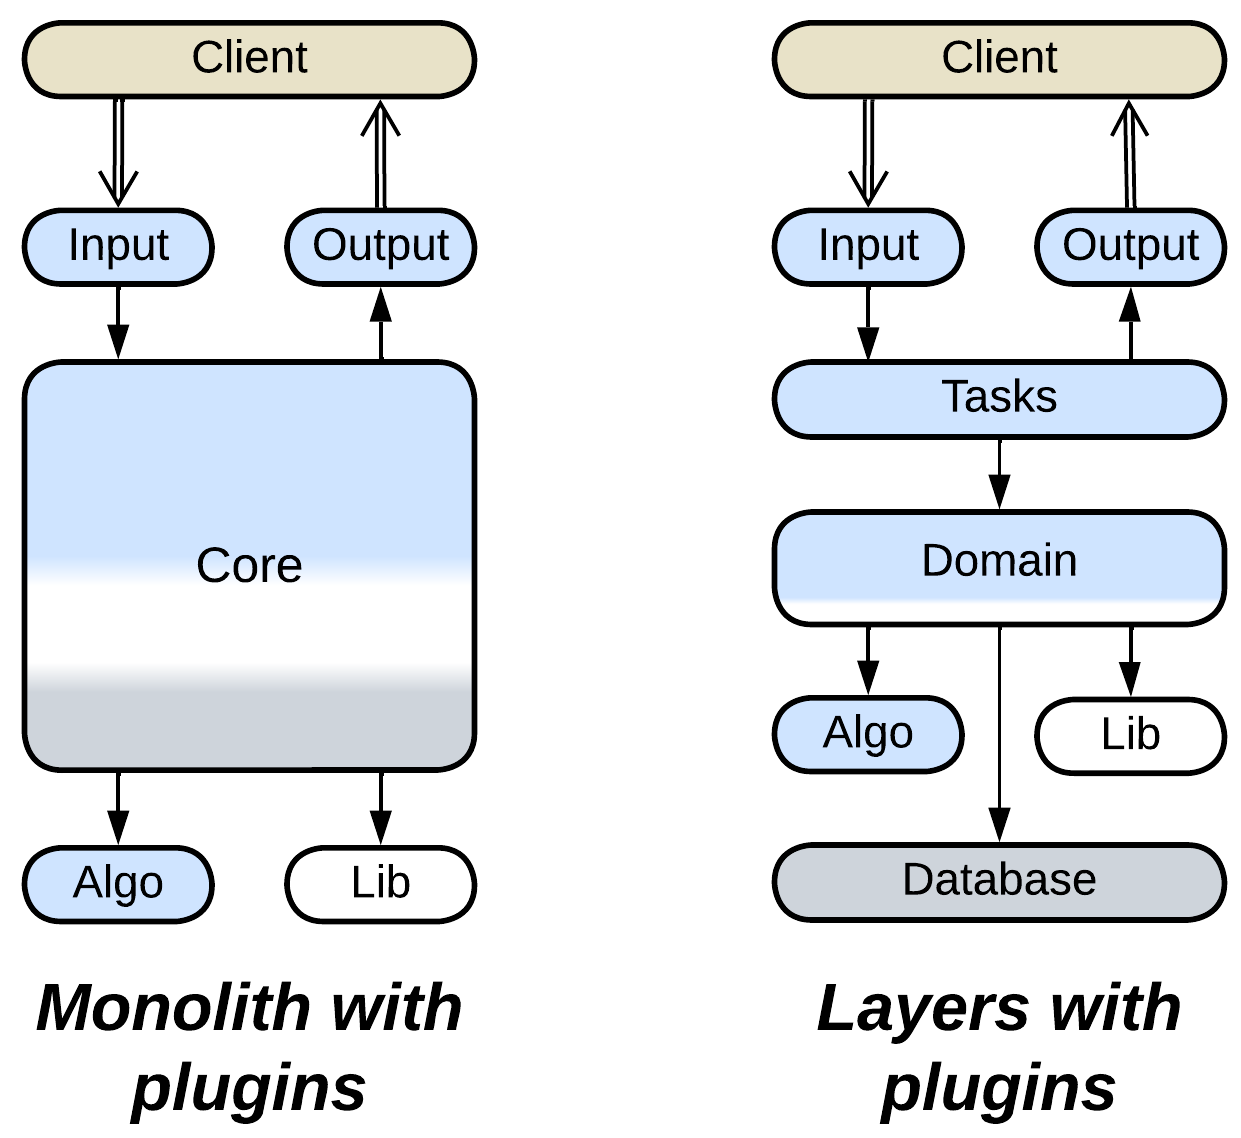 Client
Input
Output
Core
Algo
Lib
Monolith with
plugins
Client
Input
Output
Tasks
Domain
Algo
Lib
Database
Layers with
plugins